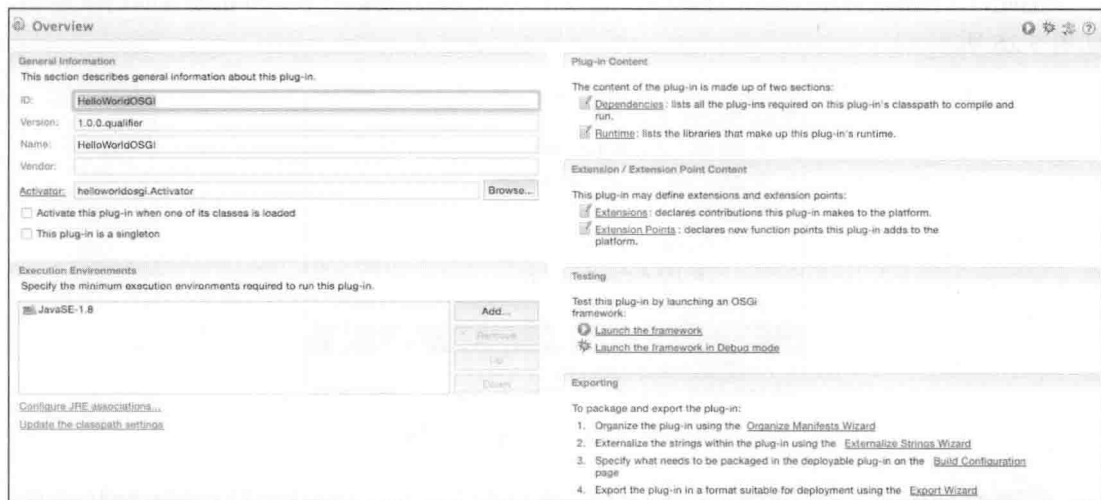 Overview
General Information
This section describes general information about this plug-in.
ID: HelloWorldOSGI
Version: 1.0.0.qualifier
Name: HelloWorldOSGI
Vendor:
Activator: helloworldosgi.Activator Browse...
Activate this plug-in when one of its classes is loaded
This plug-in is a singleton
Execution Environments
Specify the minimum execution environments required to run this plug-in.
JavaSE-1.8
Add...
Remove
Up
Down
Configure JRE associations...
Update the classpath settings
Plug-in Content
The content of the plug-in is made up of two sections:
Dependencies: lists all the plug-ins required on this plug-in's classpath to compile and
run.
Runtime: lists the libraries that make up this plug-in's runtime.
Extension / Extension Point Content
This plug-in may define extensions and extension points:
Extensions: declares contributions this plug-in makes to the platform.
Extension Points: declares new function points this plug-in adds to the
platform.
Testing
Test this plug-in by launching an OSGi
framework:
Launch the framework
Launch the framework in Debug mode
Exporting
To package and export the plug-in:
1. Organize the plug-in using the Organize Manifests Wizard
2. Externalize the strings within the plug-in using the Externalize Strings Wizard
3. Specify what needs to be packaged in the deployable plug-in on the Build Configuration
page
4. Export the plug-in in a format suitable for deployment using the Export Wizard